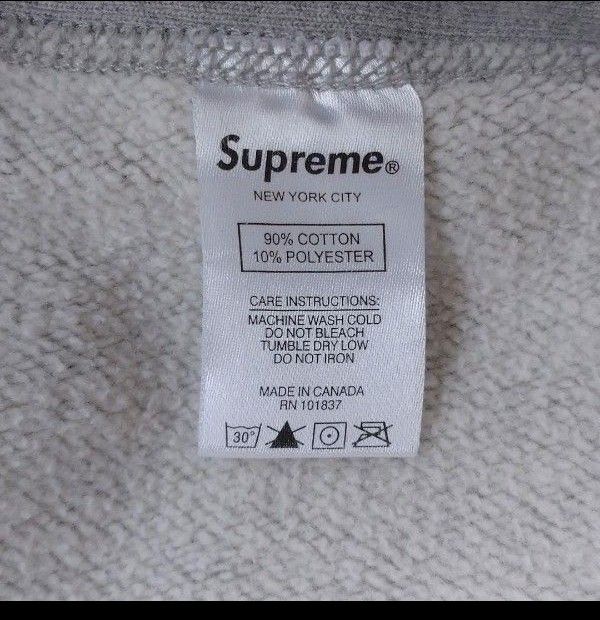 Supreme®
NEW YORK CITY
90% COTTON
10% POLYESTER
CARE INSTRUCTIONS:
MACHINE WASH COLD
DO NOT BLEACH
TUMBLE DRY LOW
DO NOT IRON
MADE IN CANADA
RN 101837
30°